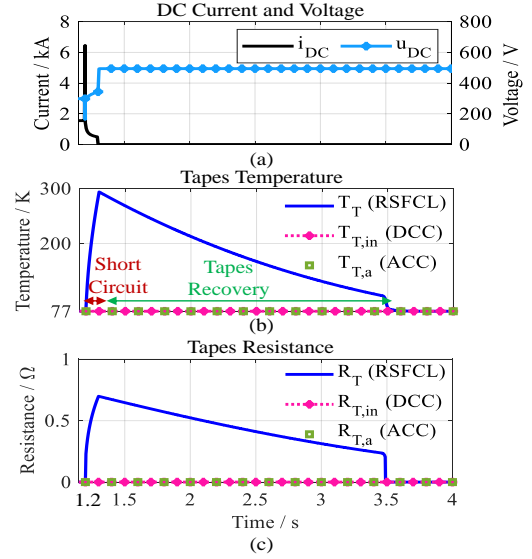 DC Current and Voltage
Current / kA
8
6
4
2
0
i_DC
u_DC
800
600
400
200
0
Voltage / V
(a)
Tapes Temperature
Temperature / K
300
200
77
T_T (RSFCL)
T_T,in (DCC)
T_T,a (ACC)
Short
Circuit
Tapes
Recovery
(b)
Tapes Resistance
Resistance / Ω
1
0.5
0
R_T (RSFCL)
R_T,in (DCC)
R_T,a (ACC)
1.2 1.5 2 2.5 3 3.5 4
Time / s
(c)